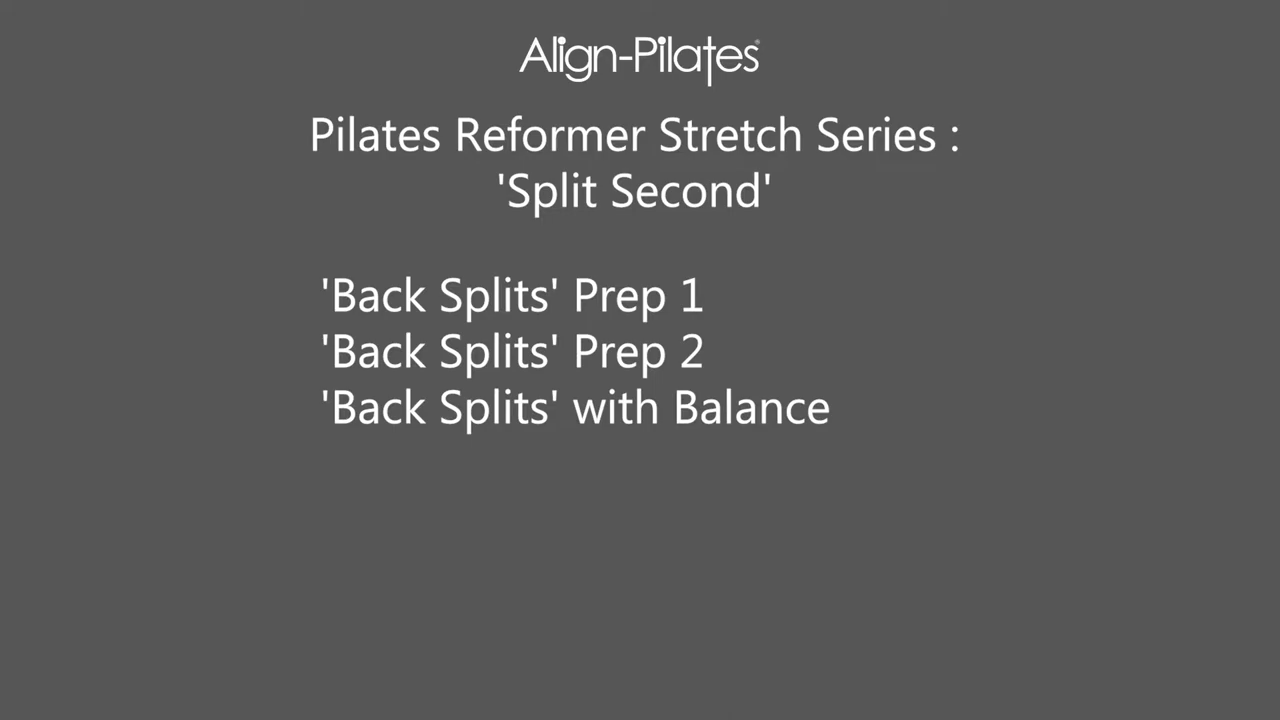 Align-Pilates®
Pilates Reformer Stretch Series :
'Split Second'
'Back Splits' Prep 1
'Back Splits' Prep 2
'Back Splits' with Balance